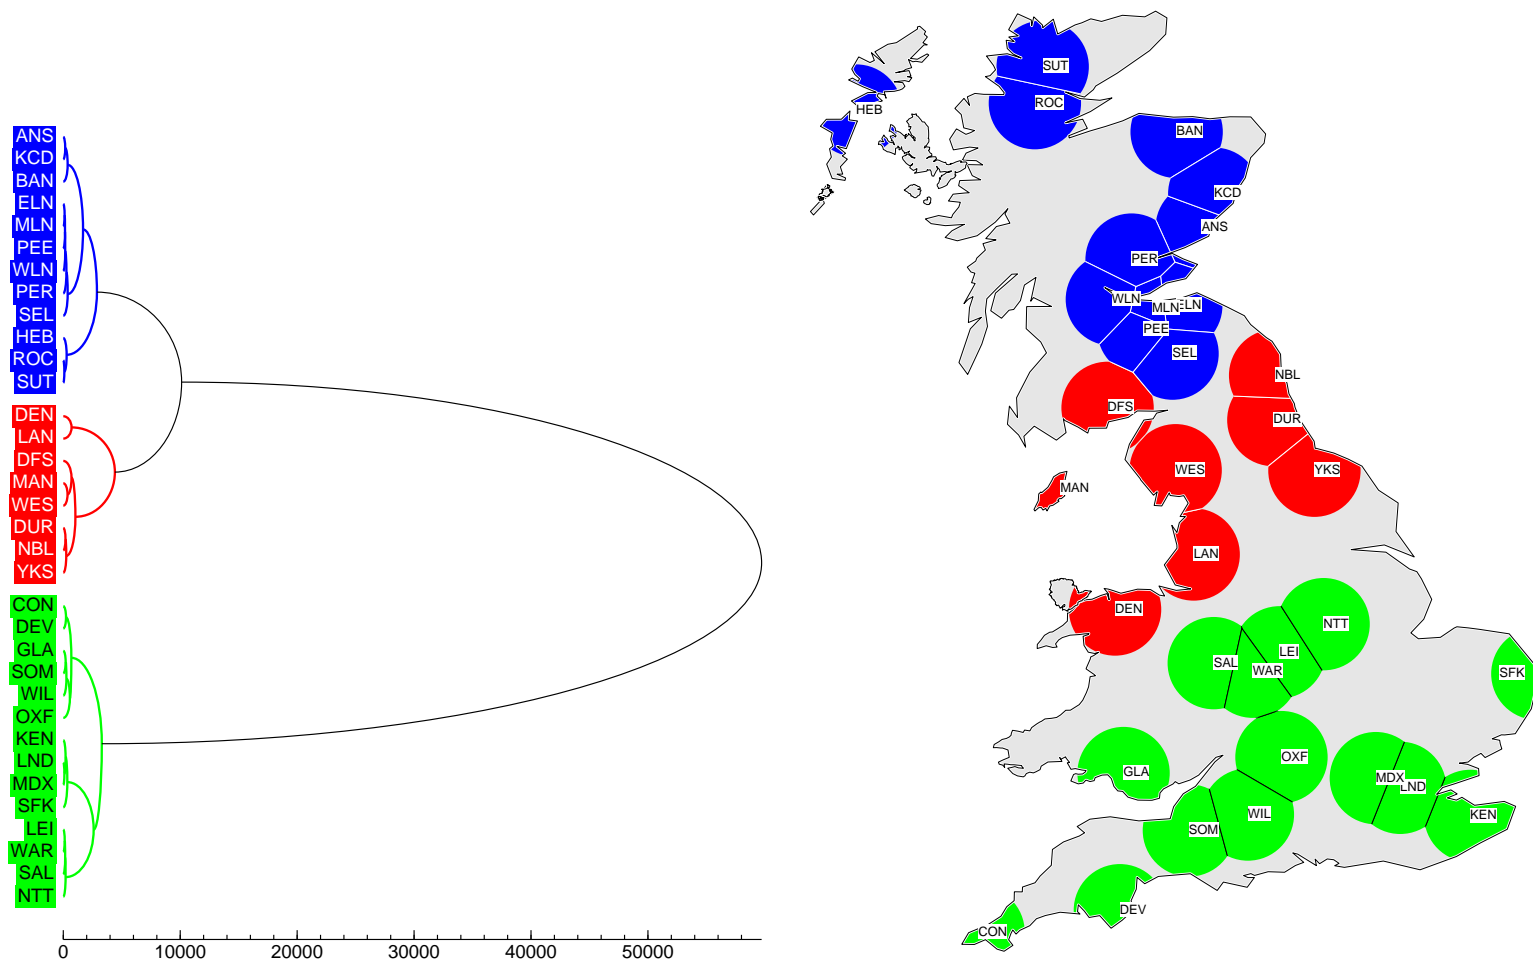 ANS
KCD
BAN
ELN
MLN
PEE
WLN
PER
SEL
HEB
ROC
SUT
DEN
LAN
DFS
MAN
WES
DUR
NBL
YKS
CON
DEV
GLA
SOM
WIL
OXF
KEN
LND
MDX
SFK
LEI
WAR
SAL
NTT
0 10000 20000 30000 40000 50000
SUT
ROC
HEB
BAN
KCD
ANS
PER
WLN
MLN
ELN
PEE
SEL
NBL
DFS
DUR
WES
YKS
MAN
LAN
DEN
NTT
LEI
SAL
WAR
SFK
OXF
GLA
MDX
LND
WIL
KEN
SOM
DEV
CON